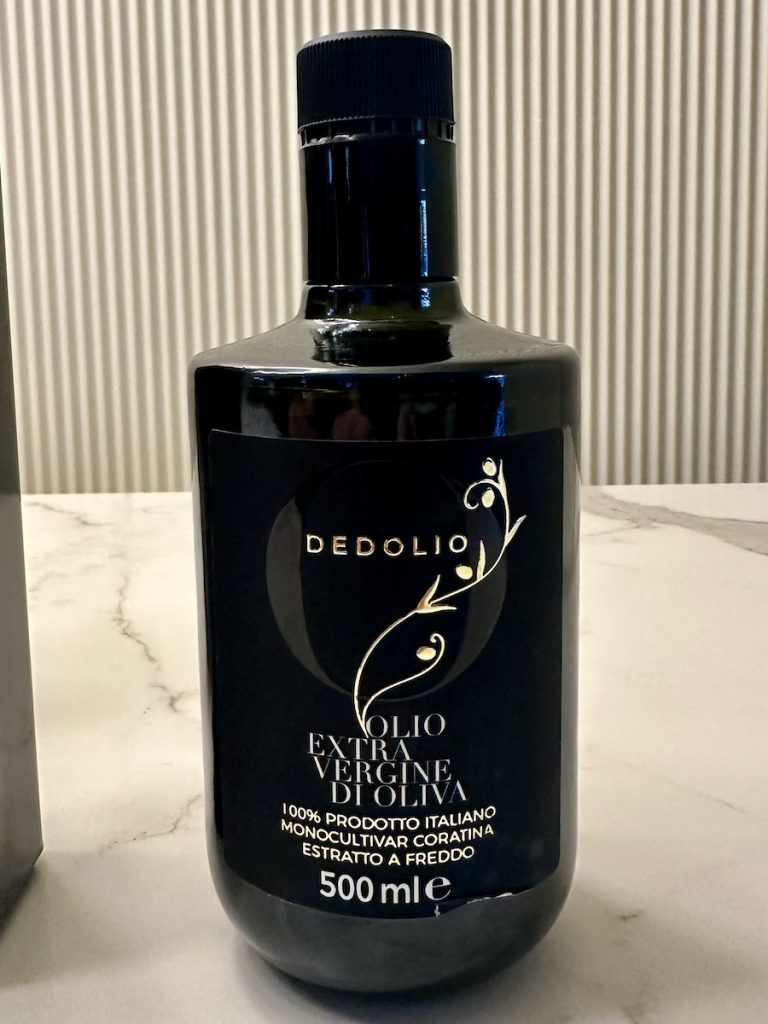 DEDOLIO
OLIO
EXTRA
VERGINE
DI OLIVA
100% PRODOTTO ITALIANO
MONOCULTIVAR CORATINA
ESTRATTO A FREDDO
500 ml e